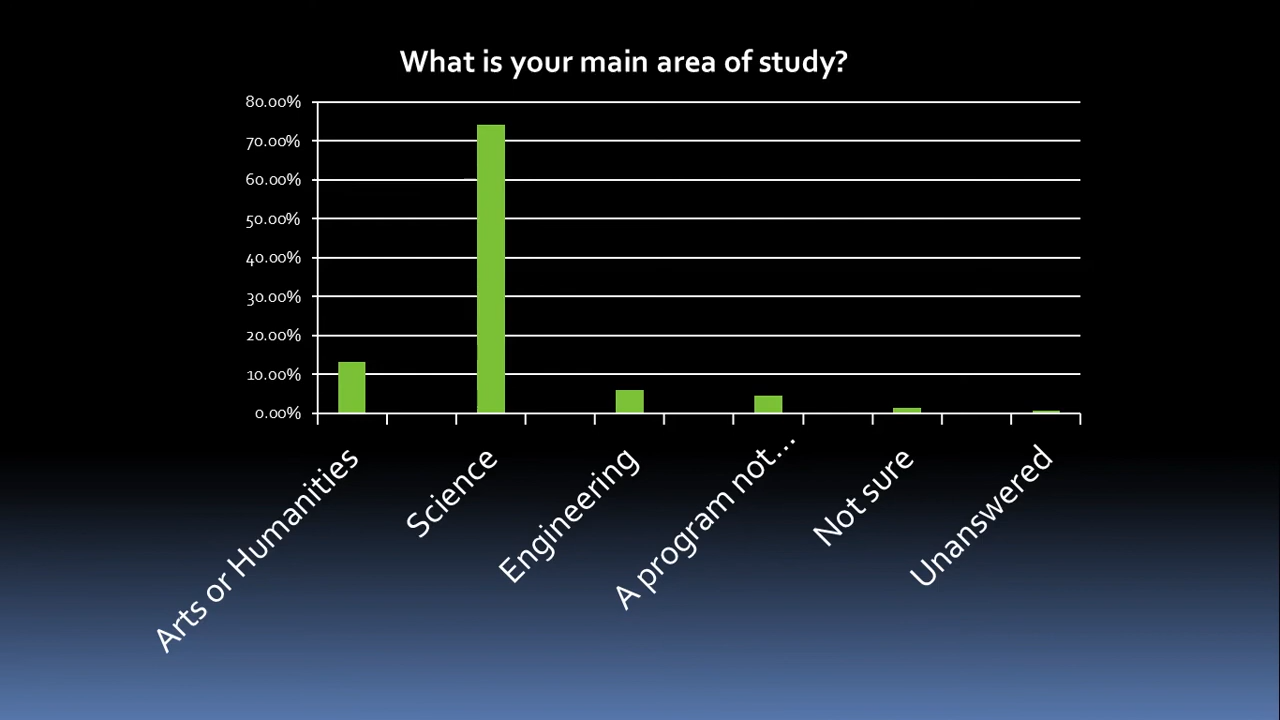 What is your main area of study?
80.00%
70.00%
60.00%
50.00%
40.00%
30.00%
20.00%
10.00%
0.00%
Arts or Humanities
Science
Engineering
A program not...
Not sure
Unanswered